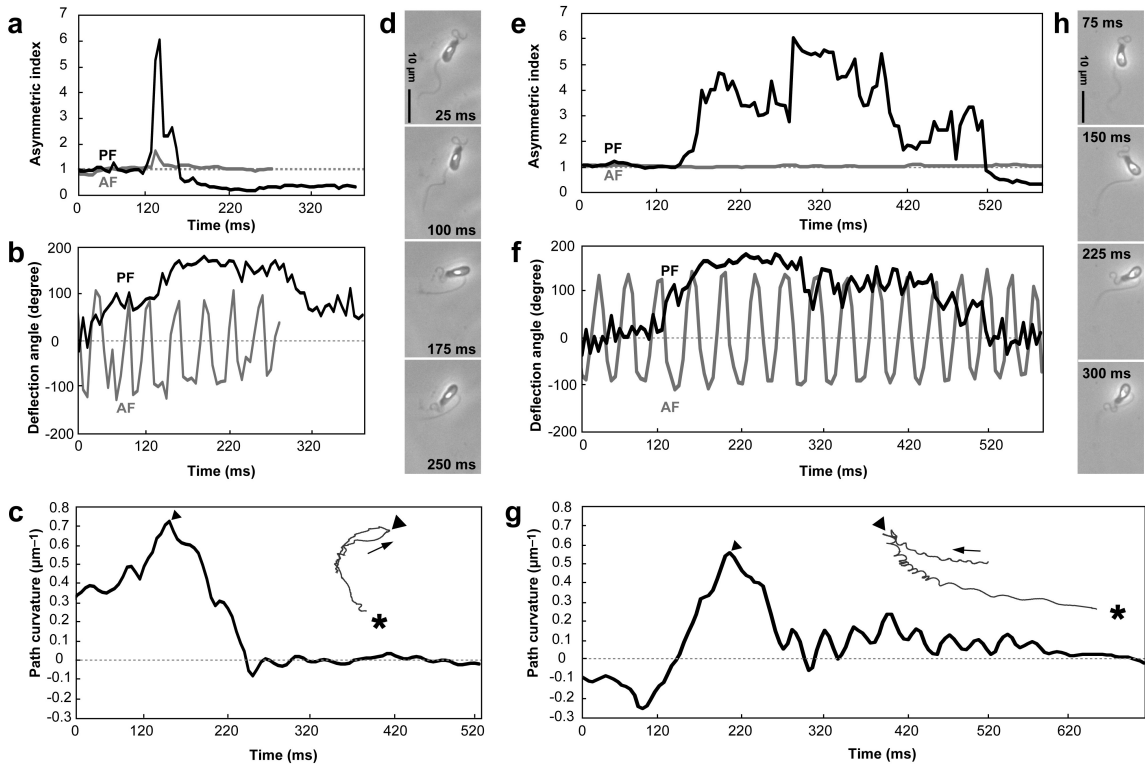 a
7
6
5
4
3
2
1
0
Asymmetric index
PF
AF
0 120 220 320
Time (ms)
b
200
100
0
-100
-200
Deflection angle (degree)
PF
AF
0 120 220 320
Time (ms)
c
0.8
0.7
0.6
0.5
0.4
0.3
0.2
0.1
0
-0.1
-0.2
-0.3
Path curvature (µm–1)
*
0 120 220 320 420 520
Time (ms)
d
10 µm
25 ms
100 ms
175 ms
250 ms
e
7
6
5
4
3
2
1
0
Asymmetric index
PF
AF
0 120 220 320 420 520
Time (ms)
f
200
100
0
-100
-200
Deflection angle (degree)
PF
AF
0 120 220 320 420 520
Time (ms)
g
0.8
0.7
0.6
0.5
0.4
0.3
0.2
0.1
0
-0.1
-0.2
-0.3
Path curvature (µm–1)
*
0 120 220 320 420 520 620
Time (ms)
h
75 ms
10 µm
150 ms
225 ms
300 ms